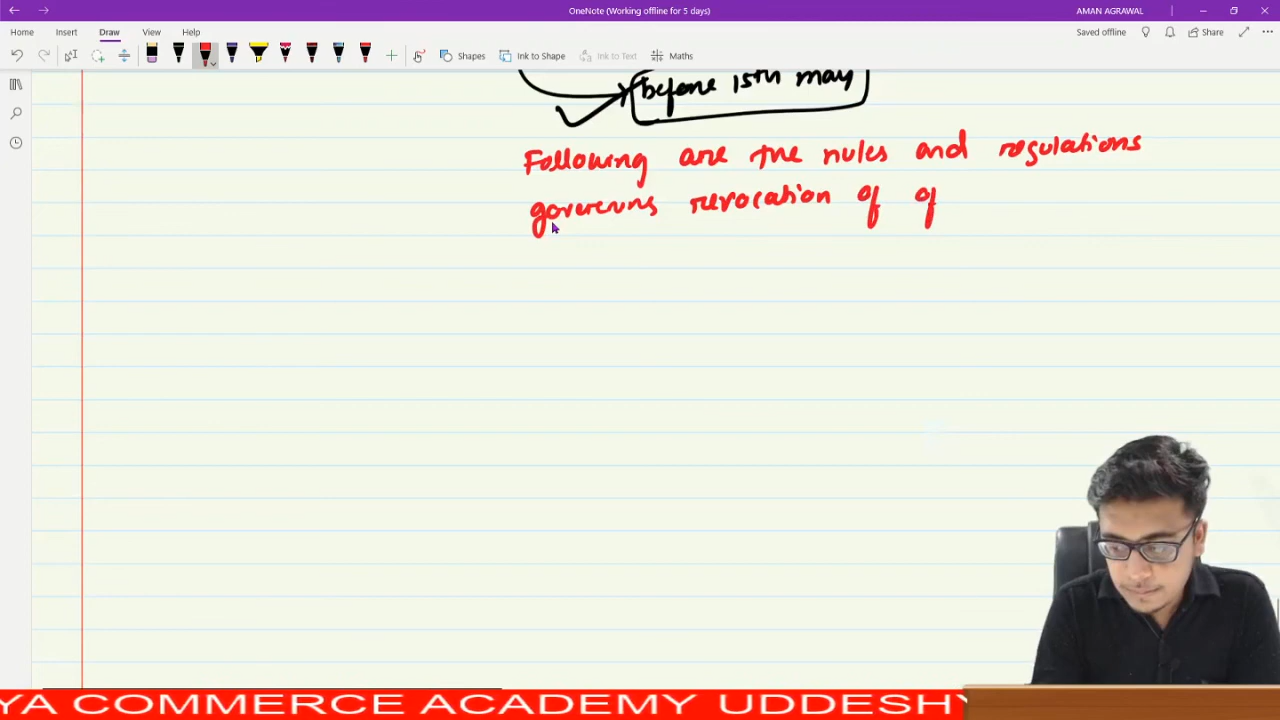 OneNote (Working offline for 5 days)
AMAN AGRAWAL
Home Insert Draw View Help
Saved offline
Share
Shapes
Ink to Shape
Ink to Text
Maths
before 15th may
Following are the rules and regulations
governing revocation of of
YA COMMERCE ACADEMY UDDESHY